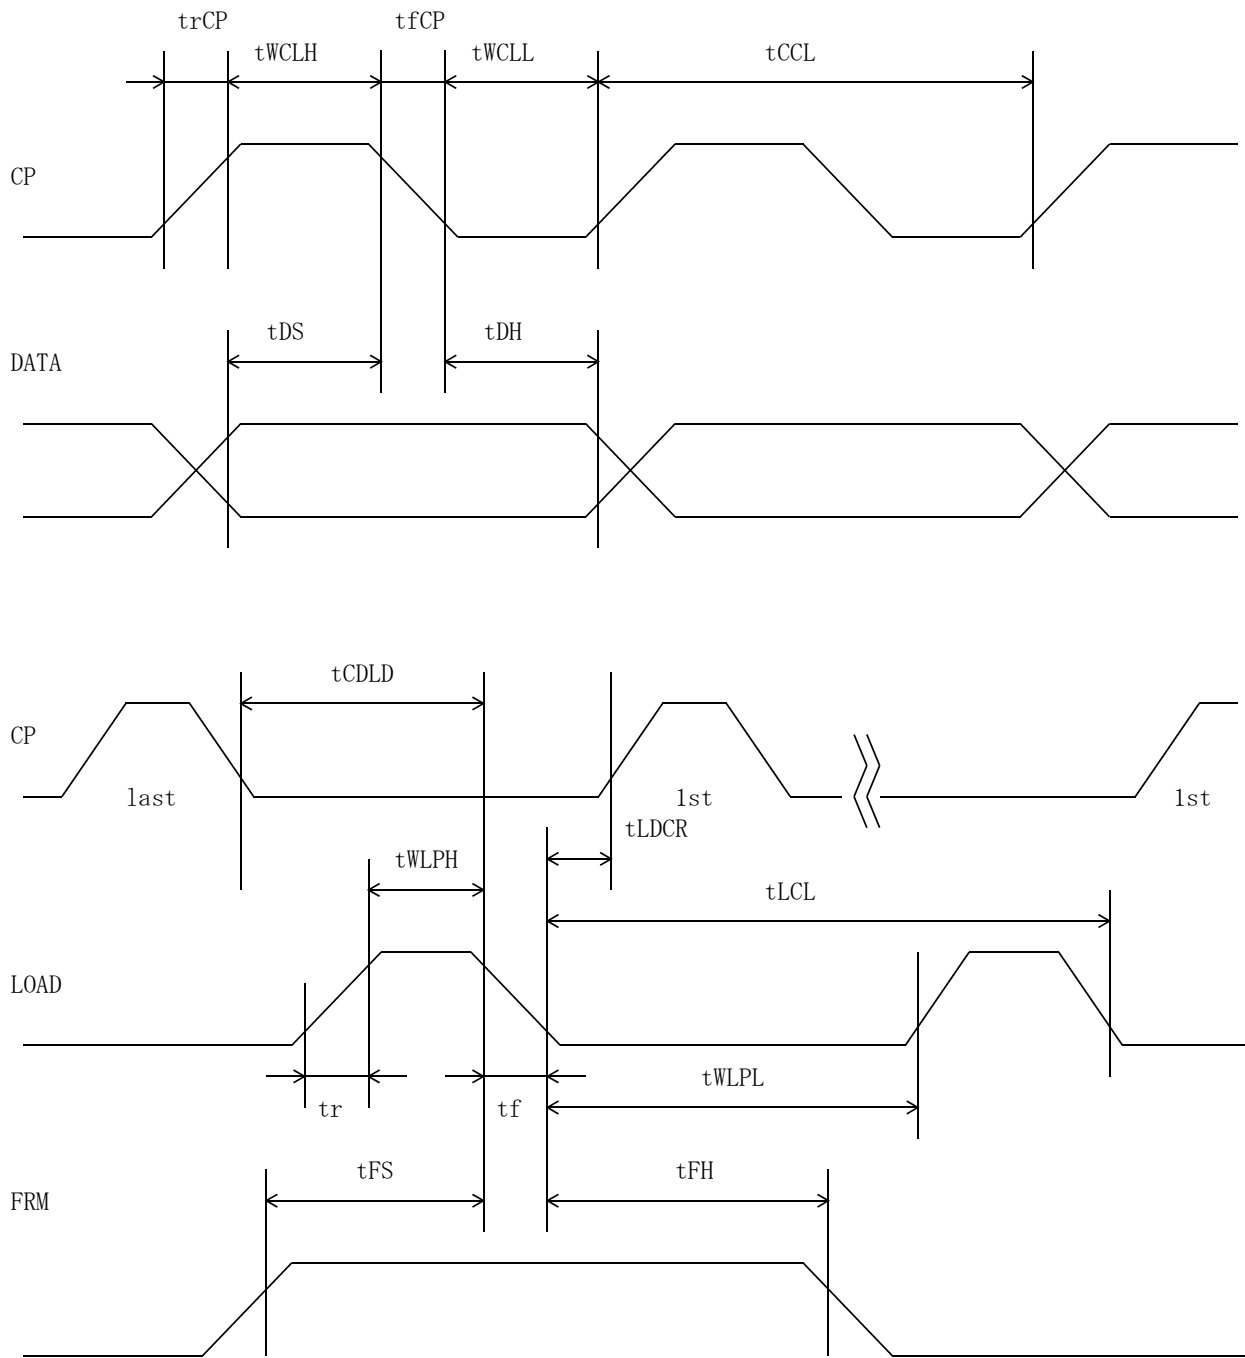 trCP
tfCP
tWCLH
tWCLL
tCCL
CP
tDS
tDH
DATA
tCDLD
CP
last
1st
1st
tLDCR
tWLPH
tLCL
LOAD
tWLPL
tr
tf
tFS
tFH
FRM